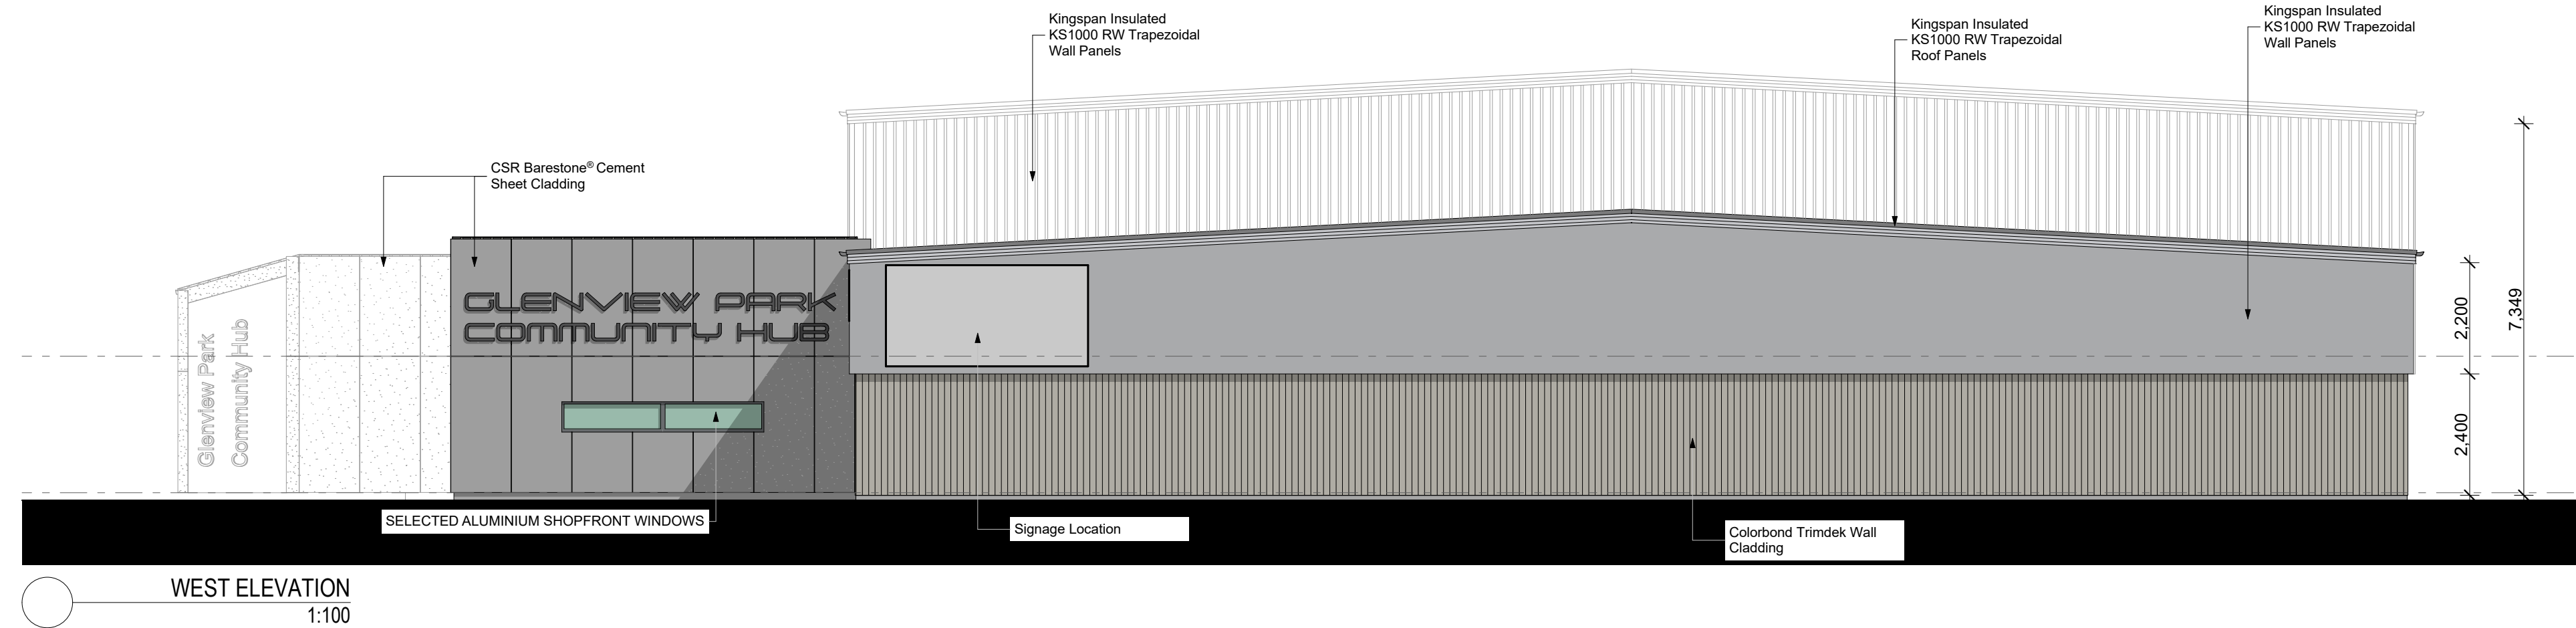 Kingspan Insulated
KS1000 RW Trapezoidal
Wall Panels
Kingspan Insulated
KS1000 RW Trapezoidal
Roof Panels
Kingspan Insulated
KS1000 RW Trapezoidal
Wall Panels
CSR Barestone® Cement
Sheet Cladding
GLENVIEW PARK
COMMUNITY HUB
Glenview Park
Community Hub
2,200
7,349
2,400
SELECTED ALUMINIUM SHOPFRONT WINDOWS
Signage Location
Colorbond Trimdek Wall
Cladding
WEST ELEVATION
1:100